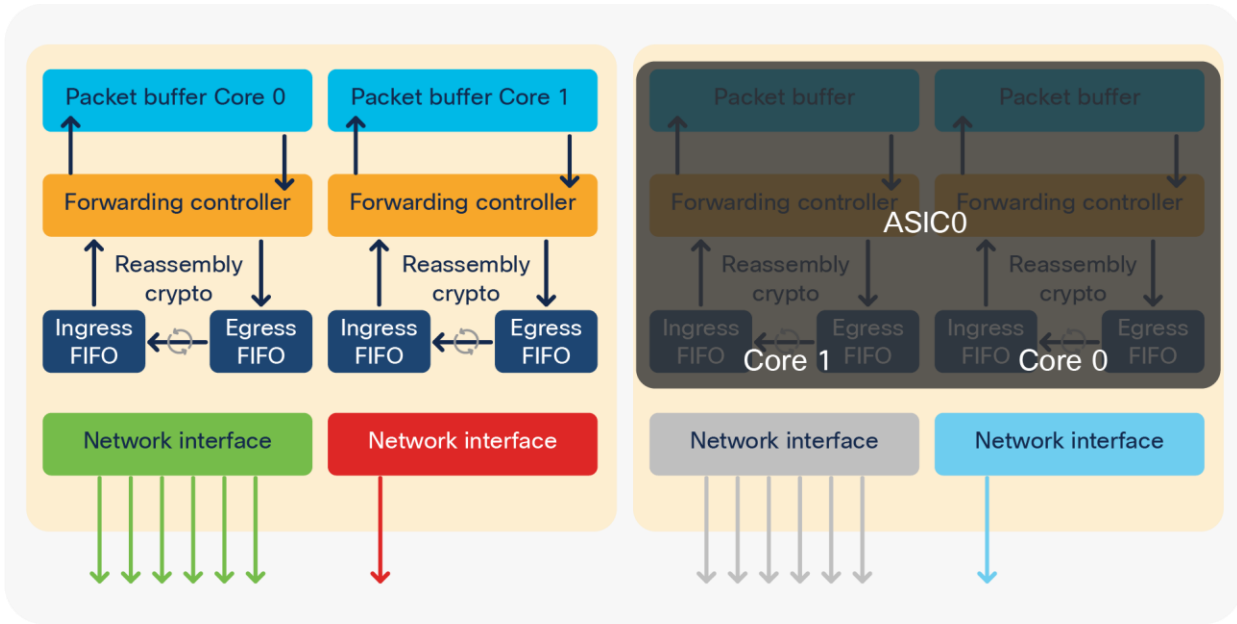 Packet buffer Core 0
Packet buffer Core 1
Packet buffer
Packet buffer
Forwarding controller
Forwarding controller
Forwarding controller
Forwarding controller
ASIC0
Reassembly
crypto
Reassembly
crypto
Reassembly
crypto
Reassembly
crypto
Ingress
FIFO
Egress
FIFO
Ingress
FIFO
Egress
FIFO
Ingress
FIFO
Egress
FIFO
Ingress
FIFO
Egress
FIFO
Core 1
Core 0
Network interface
Network interface
Network interface
Network interface